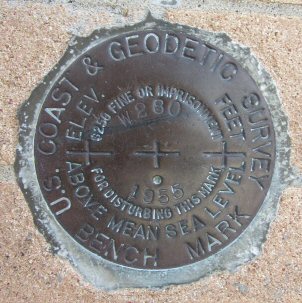 U.S. COAST & GEODETIC SURVEY
BENCH MARK
ELEV. FEET
ABOVE MEAN SEA LEVEL
$250 FINE OR IMPRISONMENT
FOR DISTURBING THIS MARK
W 260
1955